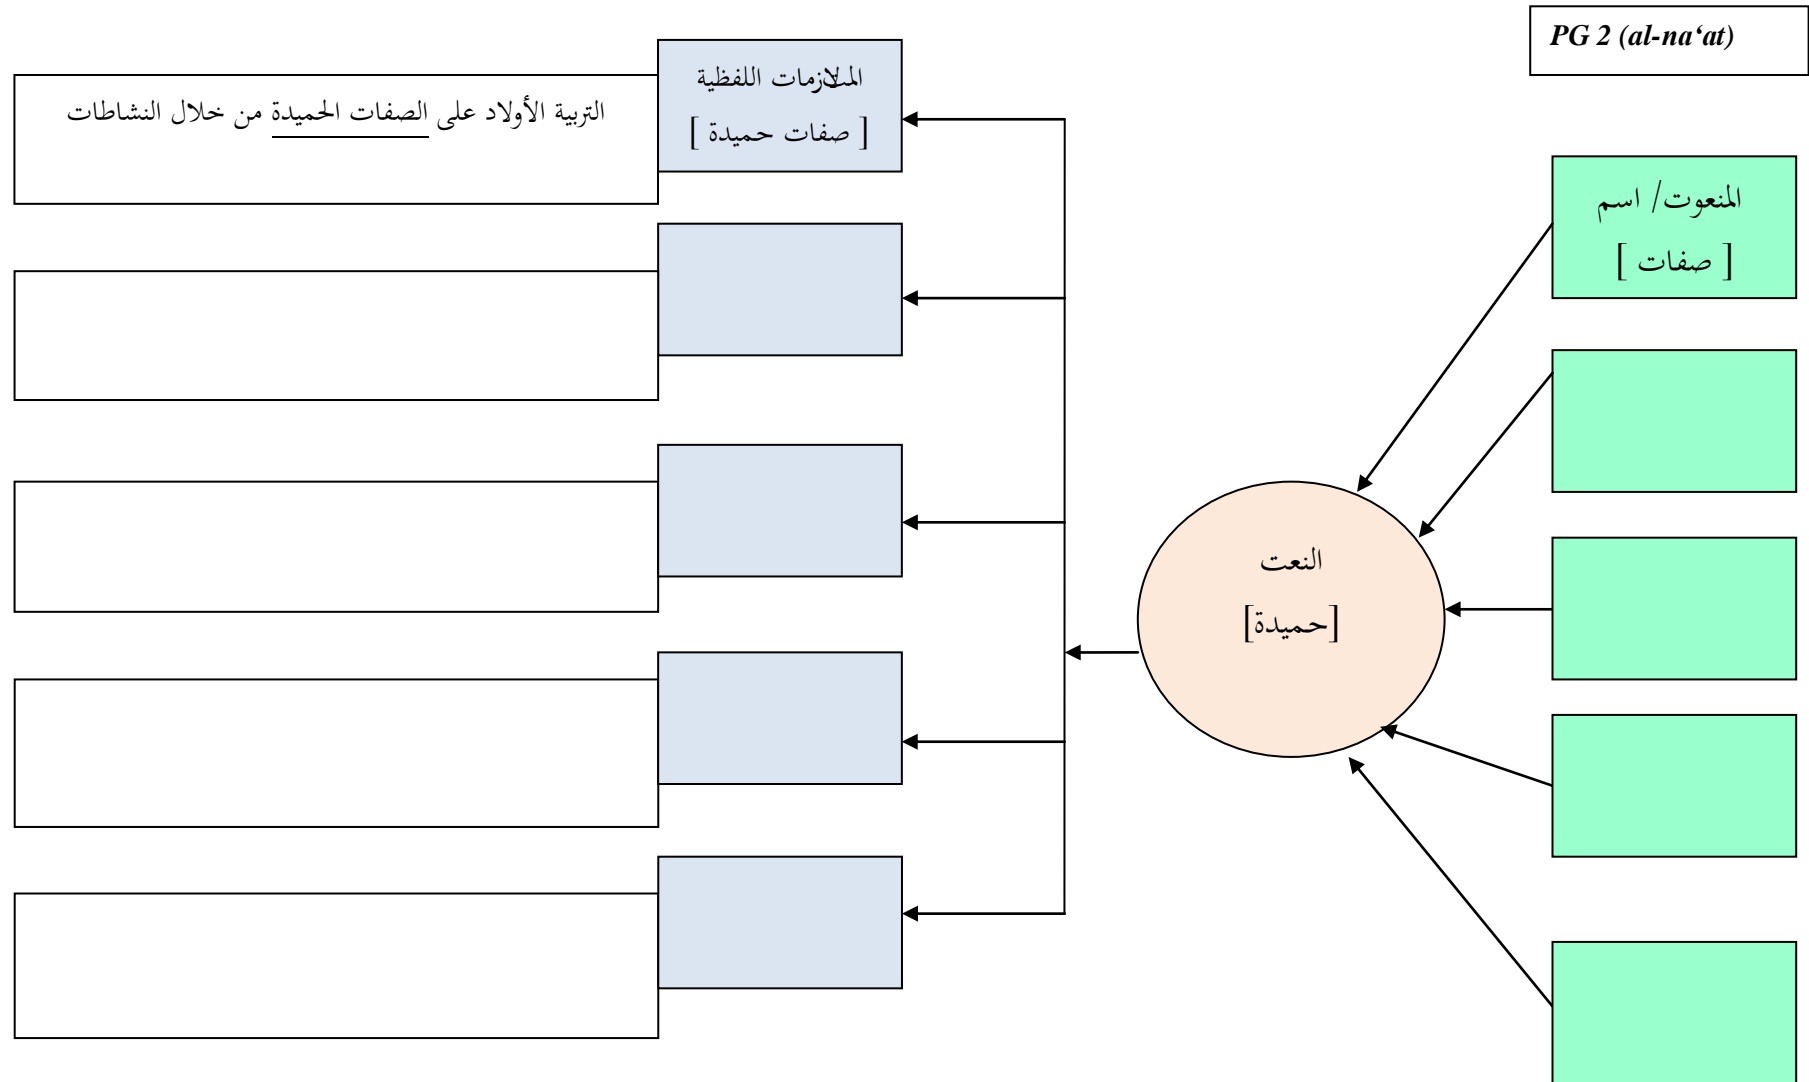 PG 2 (al-na‘at)
المنعوت/ اسم
[ صفات ]
النعت
[حميدة]
الملازمات اللفظية
[ صفات حميدة ]
التربية الأولاد على الصفات الحميدة من خلال النشاطات